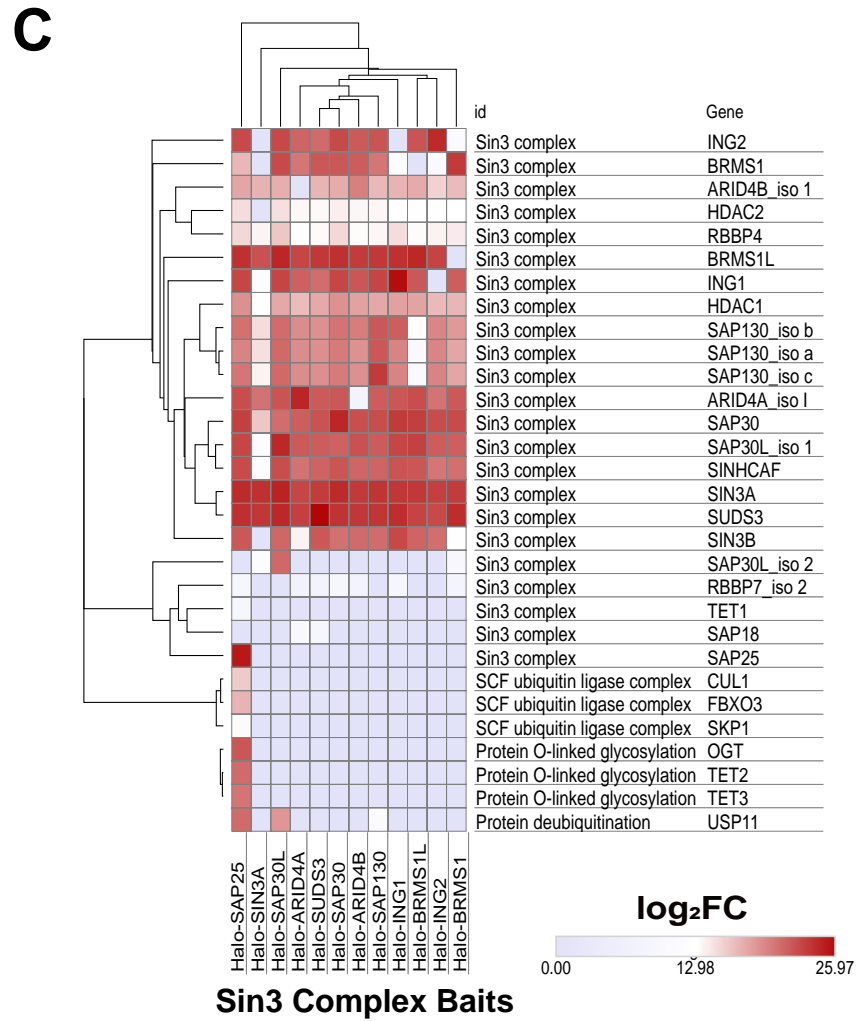 C
id Gene
Sin3 complex ING2
Sin3 complex BRMS1
Sin3 complex ARID4B_iso 1
Sin3 complex HDAC2
Sin3 complex RBBP4
Sin3 complex BRMS1L
Sin3 complex ING1
Sin3 complex HDAC1
Sin3 complex SAP130_iso b
Sin3 complex SAP130_iso a
Sin3 complex SAP130_iso c
Sin3 complex ARID4A_iso I
Sin3 complex SAP30
Sin3 complex SAP30L_iso 1
Sin3 complex SINHCAF
Sin3 complex SIN3A
Sin3 complex SUDS3
Sin3 complex SIN3B
Sin3 complex SAP30L_iso 2
Sin3 complex RBBP7_iso 2
Sin3 complex TET1
Sin3 complex SAP18
Sin3 complex SAP25
SCF ubiquitin ligase complex CUL1
SCF ubiquitin ligase complex FBXO3
SCF ubiquitin ligase complex SKP1
Protein O-linked glycosylation OGT
Protein O-linked glycosylation TET2
Protein O-linked glycosylation TET3
Protein deubiquitination USP11
Halo-SAP25
Halo-SIN3A
Halo-SAP30L
Halo-ARID4A
Halo-SUDS3
Halo-SAP30
Halo-ARID4B
Halo-SAP130
Halo-ING1
Halo-BRMS1L
Halo-ING2
Halo-BRMS1
Sin3 Complex Baits
log₂FC
0.00 12.98 25.97